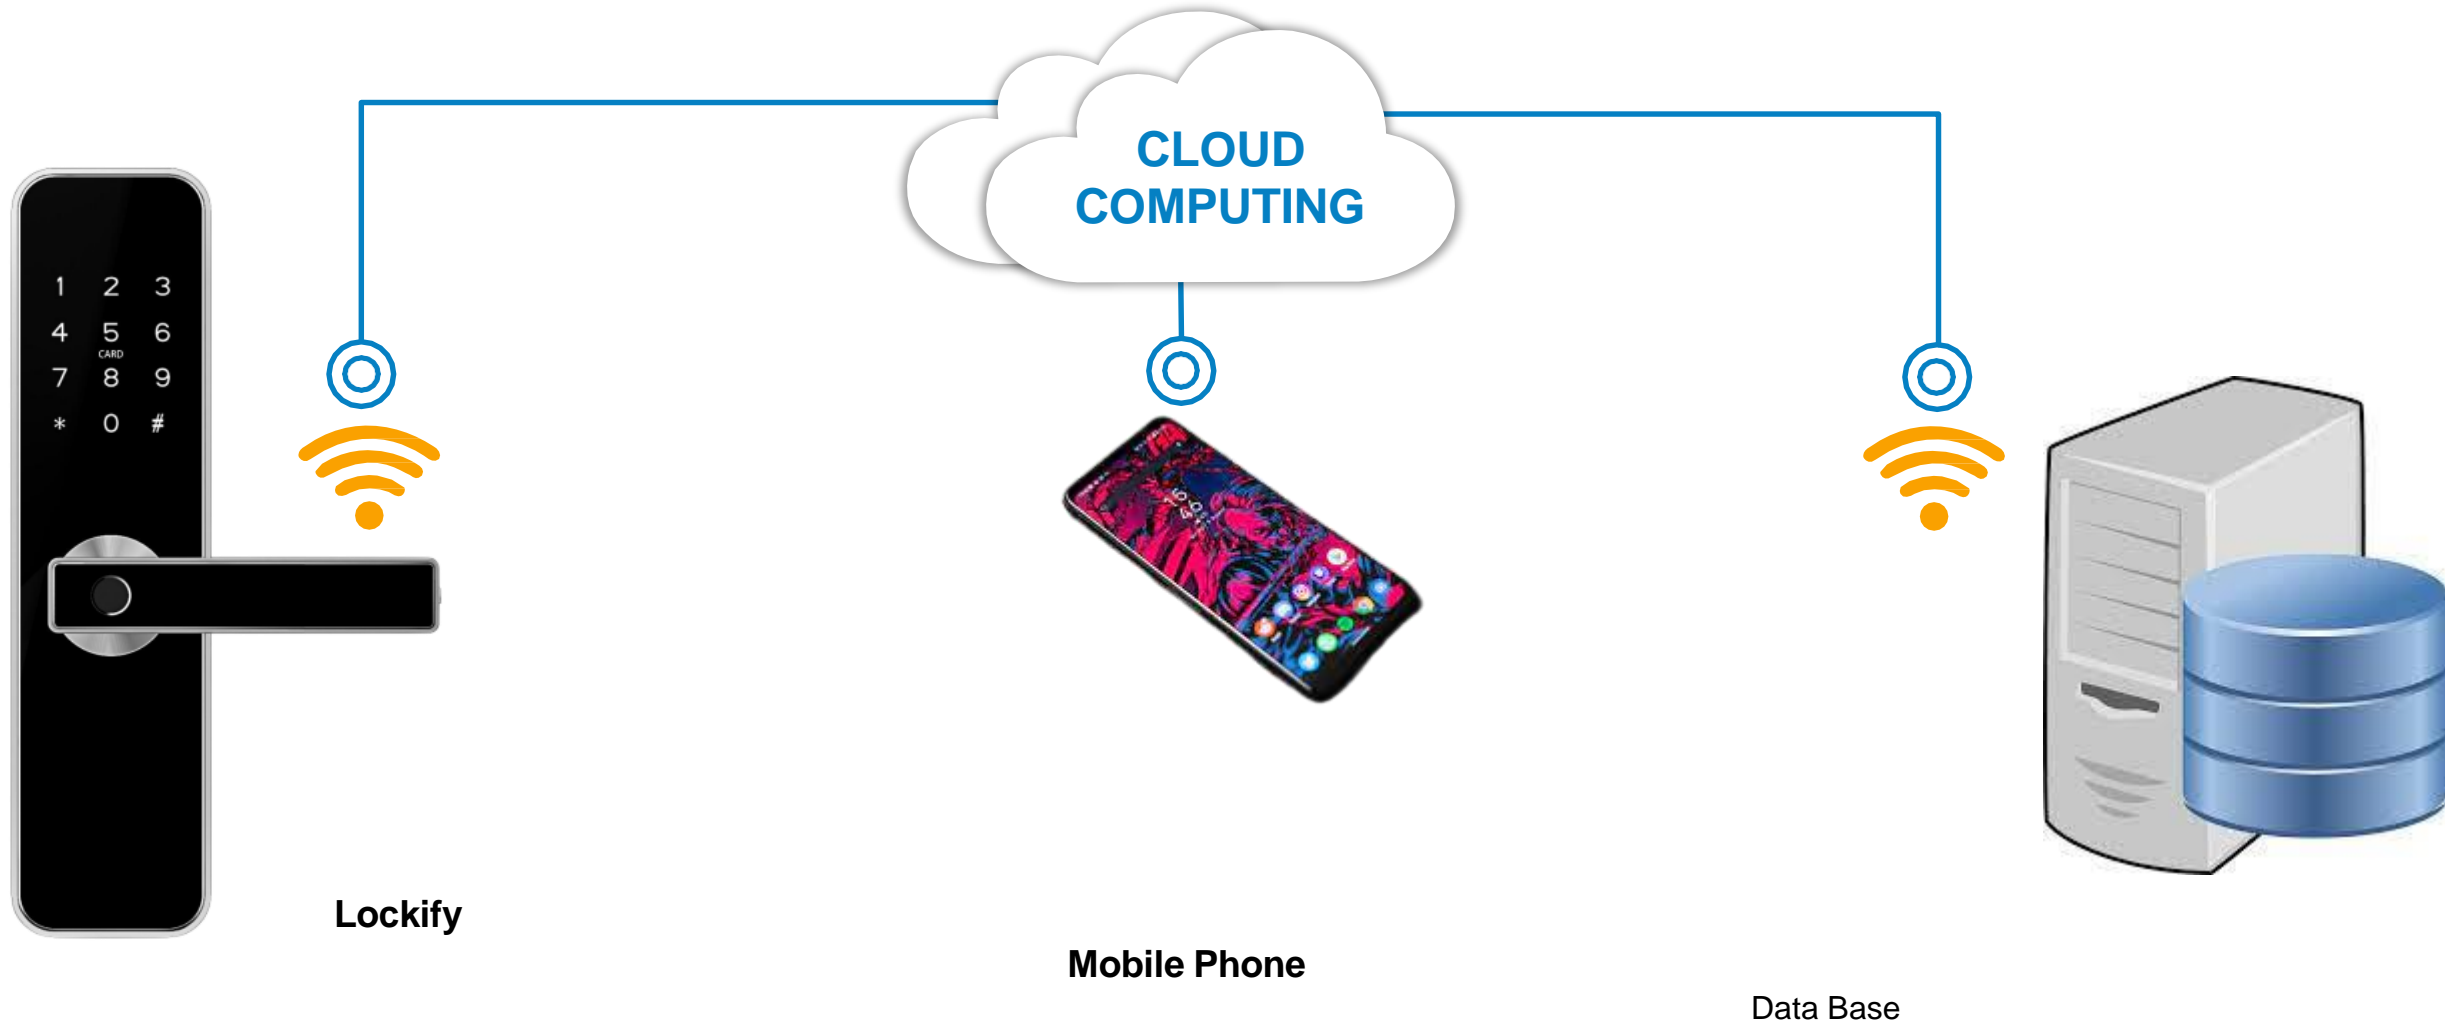 CLOUD
COMPUTING
1 2 3
4 5 6
CARD
7 8 9
* 0 #
Lockify
Mobile Phone
Data Base